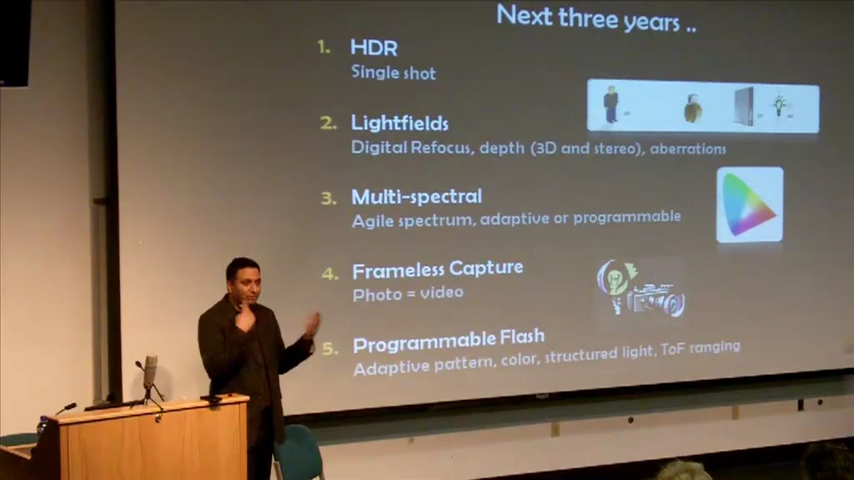 Next three years ..
1. HDR
Single shot
2. Lightfields
Digital Refocus, depth (3D and stereo), aberrations
3. Multi-spectral
Agile spectrum, adaptive or programmable
4. Frameless Capture
Photo = video
5. Programmable Flash
Adaptive pattern, color, structured light, ToF ranging